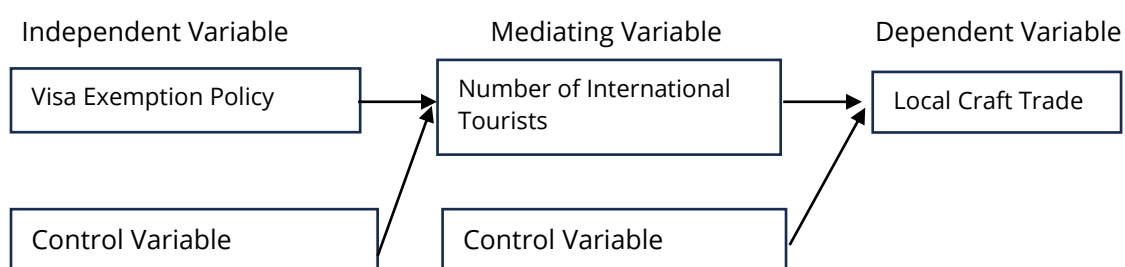 Independent Variable
Mediating Variable
Dependent Variable
Visa Exemption Policy
Number of International
Tourists
Local Craft Trade
Control Variable
Control Variable